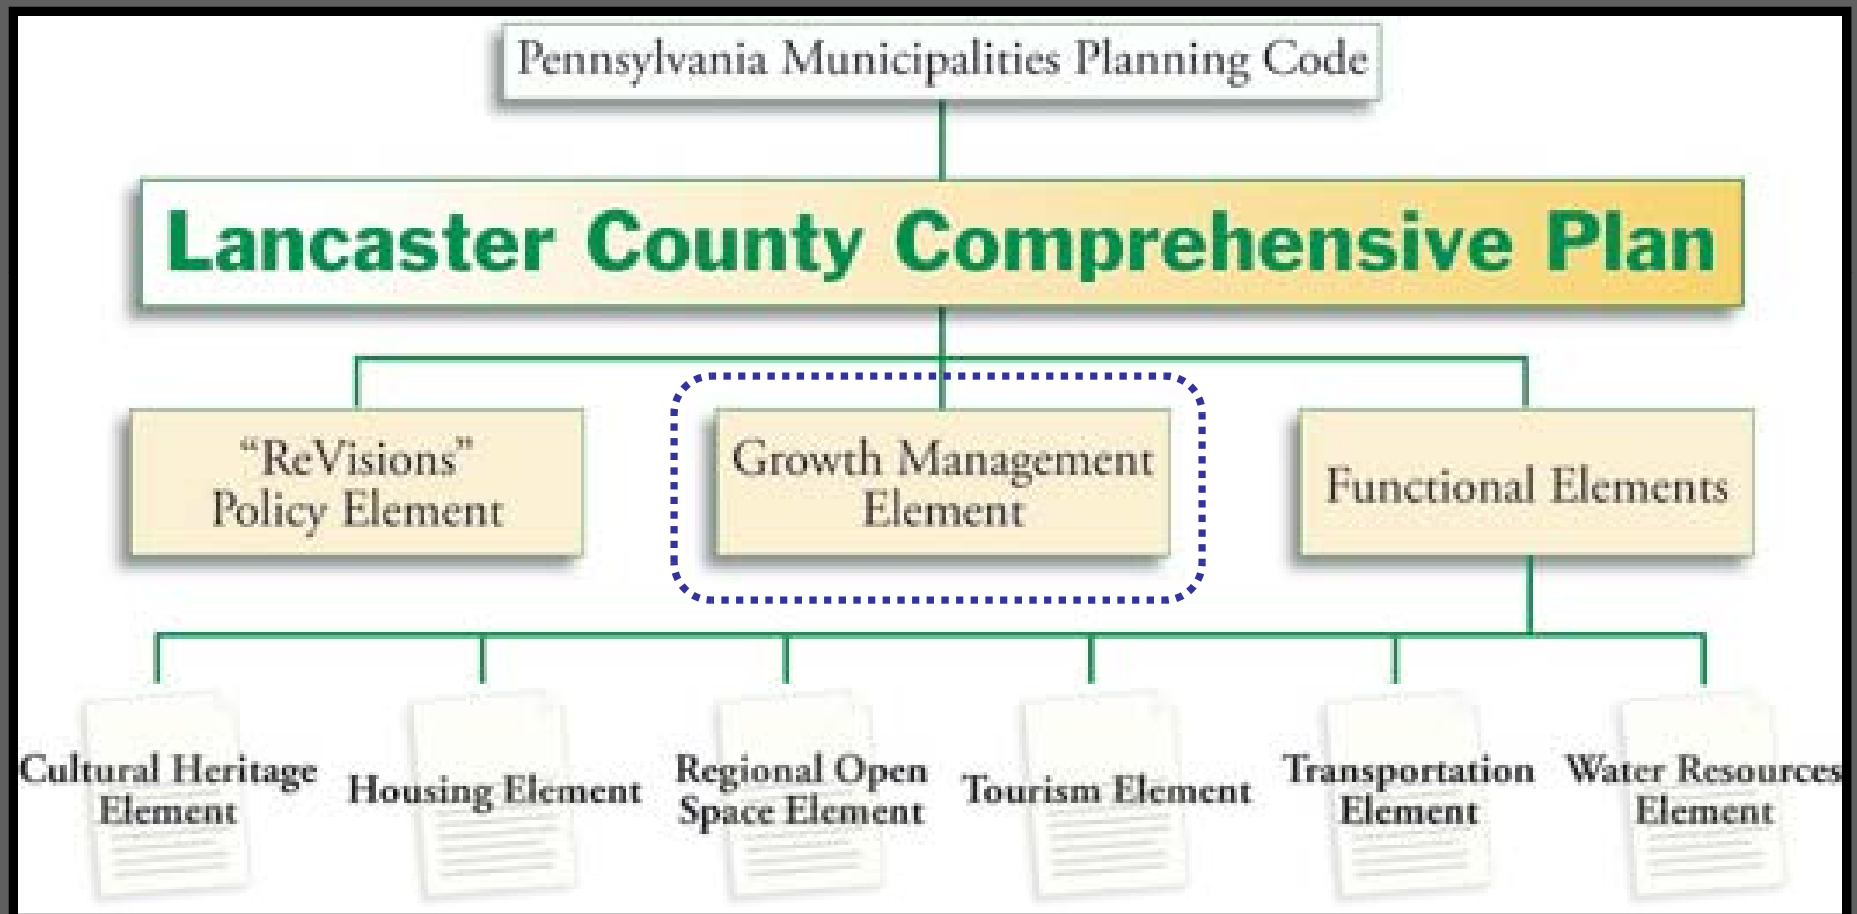 Pennsylvania Municipalities Planning Code
Lancaster County Comprehensive Plan
“ReVisions”
Policy Element
Growth Management
Element
Functional Elements
Cultural Heritage
Element
Housing Element
Regional Open
Space Element
Tourism Element
Transportation
Element
Water Resources
Element